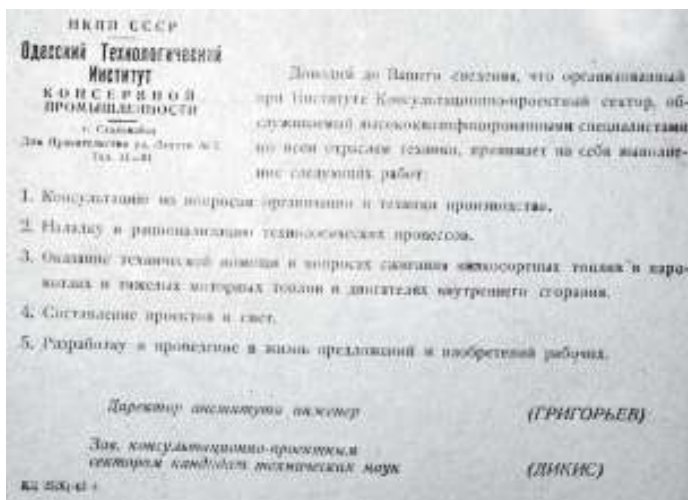 НКПП СССР
Одесский Технологический
Институт
КОНСЕРВНОЙ
ПРОМЫШЛЕННОСТИ
г.
Дом Правительства ул.
Тел.
Доводим до Вашего сведения, что организованный
при Институте Консультационно-проектный сектор, об-
служиваемый высококвалифицированными специалистами
по всем отраслям техники, принимает на себя выполне-
ние следующих работ:
1. Консультацию по вопросам организации и техники производства.
2. Наладку и рационализацию технологических процессов.
3. Оказание технической помощи в вопросах сжигания низкосортных топлив в паро-
котлах и тяжелых моторных топлив в двигателях внутреннего сгорания.
4. Составление проектов и смет.
5. Разработку и проведение в жизнь предложений и изобретений рабочих.
Директор института инженер (ГРИГОРЬЕВ)
Зав. консультационно-проектным
сектором кандидат технических наук (ДИКИС)